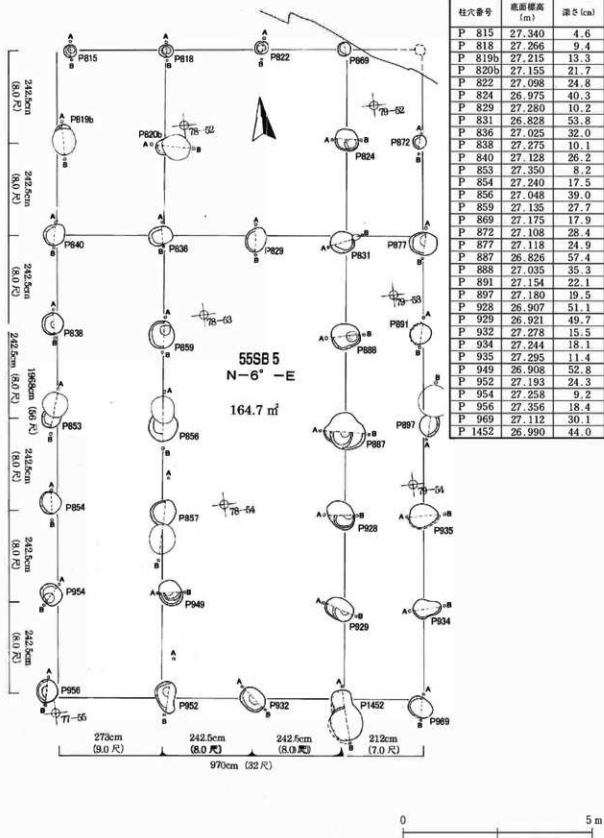 柱穴番号 底面標高(m) 深さ(cm)
P 815 27.340 4.6
P 818 27.266 9.4
P 819b 27.215 13.3
P 820b 27.155 21.7
P 822 27.098 24.8
P 824 26.975 40.3
P 829 27.280 10.2
P 831 26.828 53.8
P 836 27.025 32.0
P 838 27.275 10.1
P 840 27.128 26.2
P 853 27.350 8.2
P 854 27.240 17.5
P 856 27.048 39.0
P 859 27.135 27.7
P 869 27.175 17.9
P 872 27.108 28.4
P 877 27.118 24.9
P 887 26.826 57.4
P 888 27.035 35.3
P 891 27.154 22.1
P 897 27.180 19.5
P 928 26.907 51.1
P 929 26.921 49.7
P 932 27.278 15.5
P 934 27.244 18.1
P 935 27.295 11.4
P 949 26.908 52.8
P 952 27.193 24.3
P 954 27.258 9.2
P 956 27.356 18.4
P 969 27.112 30.1
P 1452 26.990 44.0
A A A A
P815 P818 P822 P869
B B B B
242.5cm (8.0 尺)
A P819b B
A P820b B
78-52
79-52
A B P824
A P872 B
242.5cm (8.0 尺)
A P840 B
A P836 B
A P829 B
A P831 B
A P877 B
242.5cm (8.0 尺)
A P838 B
A P859 B
78-53
79-53
A B P888
A P891 B
55SB5
N-6°-E
164.7㎡
242.5cm (8.0 尺)
1968cm (56 尺)
A P853 B
P856 B
A B P887
A P897 B
242.5cm (8.0 尺)
A P854 B
A P857 B
78-54
79-54
A B P928
A B P935
242.5cm (8.0 尺)
A P954 B
A B P949
A B P929
A B P934
242.5cm (8.0 尺)
A P956 B
77-55
A P952 B
A P932 B
A P1452 B
A P969 B
273cm (9.0 尺)
242.5cm (8.0 尺)
242.5cm (8.0 尺)
212cm (7.0 尺)
970cm (32 尺)
0 5m